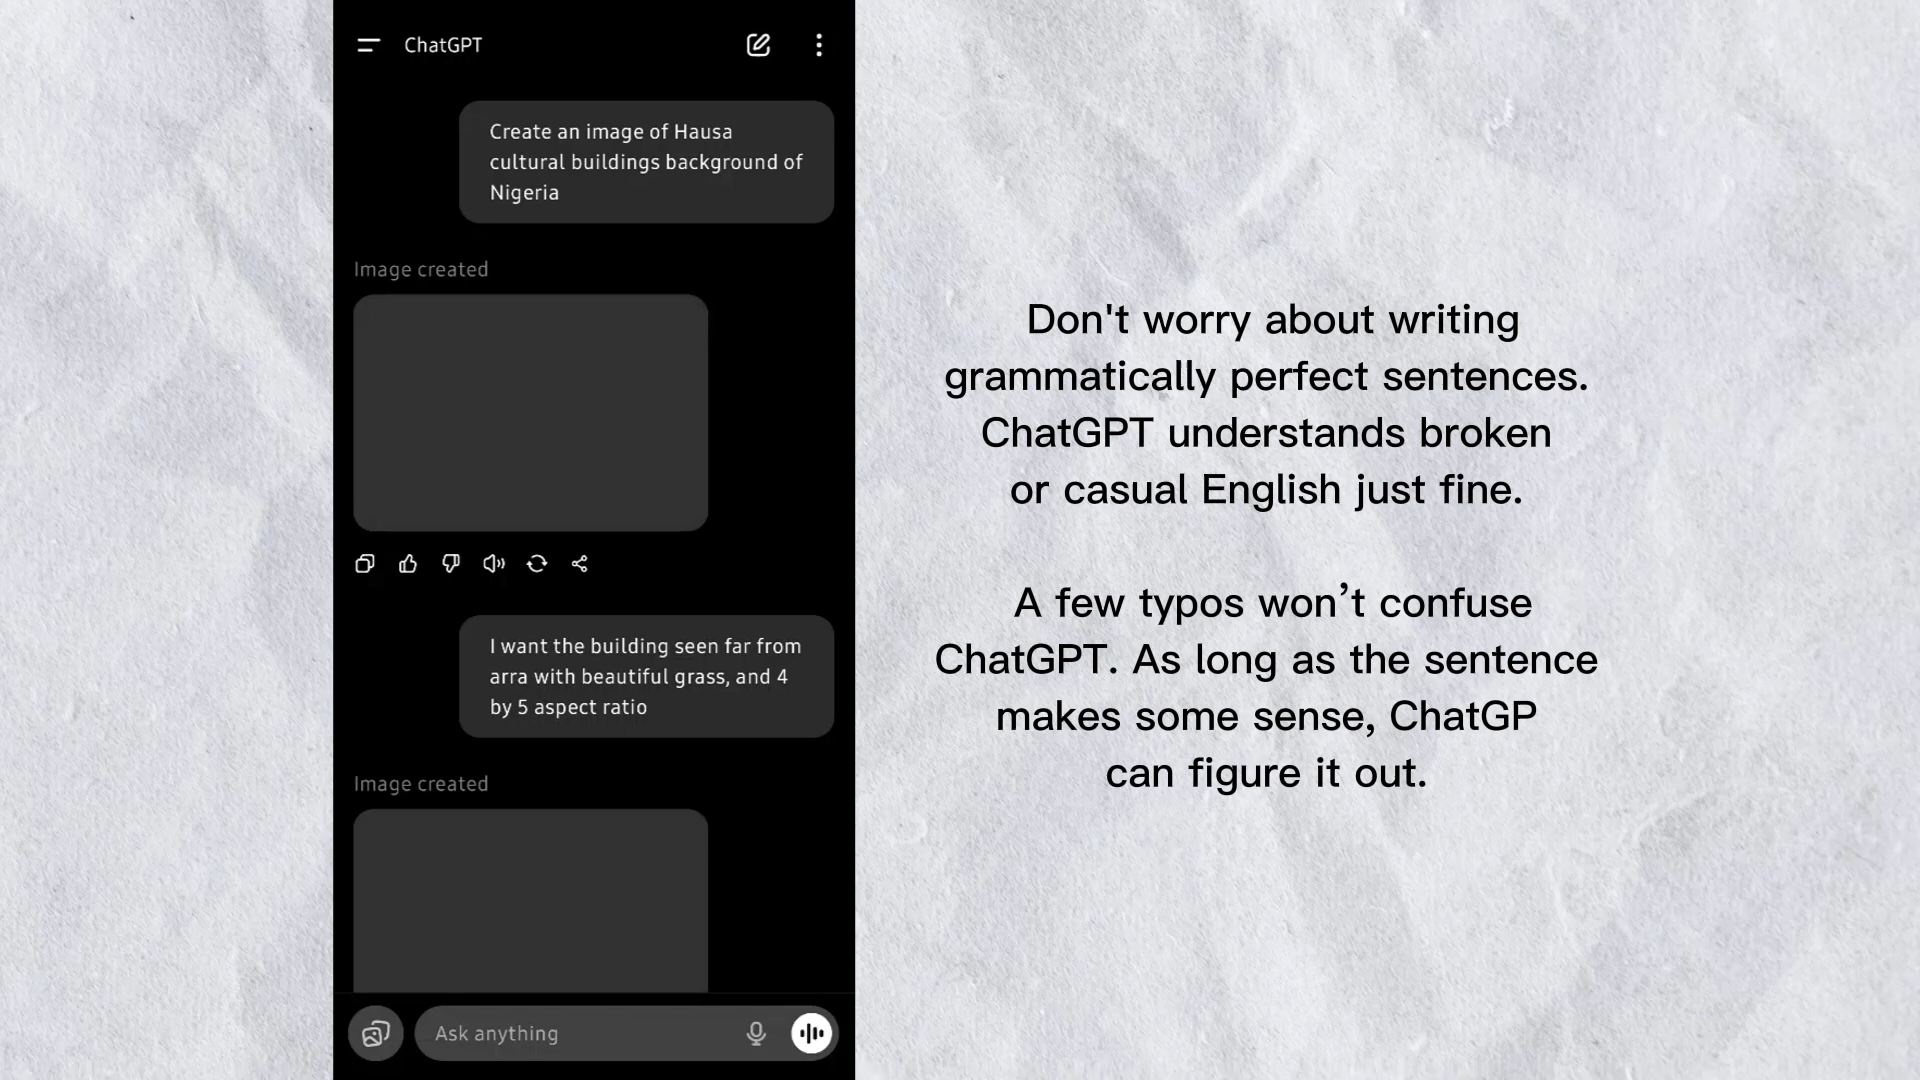 ChatGPT
Create an image of Hausa
cultural buildings background of
Nigeria
Image created
I want the building seen far from
arra with beautiful grass, and 4
by 5 aspect ratio
Image created
Ask anything
Don't worry about writing
grammatically perfect sentences.
ChatGPT understands broken
or casual English just fine.
A few typos won’t confuse
ChatGPT. As long as the sentence
makes some sense, ChatGP
can figure it out.